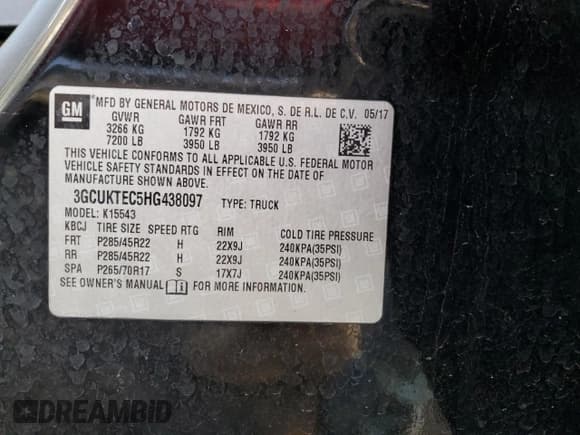 GM MFD BY GENERAL MOTORS DE MEXICO, S. DE R.L. DE C.V. 05/17
GVWR GAWR FRT GAWR RR
3266 KG 1792 KG 1792 KG
7200 LB 3950 LB 3950 LB
THIS VEHICLE CONFORMS TO ALL APPLICABLE U.S. FEDERAL MOTOR
VEHICLE SAFETY STANDARDS IN EFFECT ON THE DATE OF
MANUFACTURE SHOWN ABOVE.
3GCUKTEC5HG438097 TYPE: TRUCK
MODEL: K15543
KBCJ TIRE SIZE SPEED RTG RIM COLD TIRE PRESSURE
FRT P285/45R22 H 22X9J 240KPA(35PSI)
RR P285/45R22 H 22X9J 240KPA(35PSI)
SPA P265/70R17 S 17X7J 240KPA(35PSI)
SEE OWNER'S MANUAL FOR MORE INFORMATION.
DREAMBID